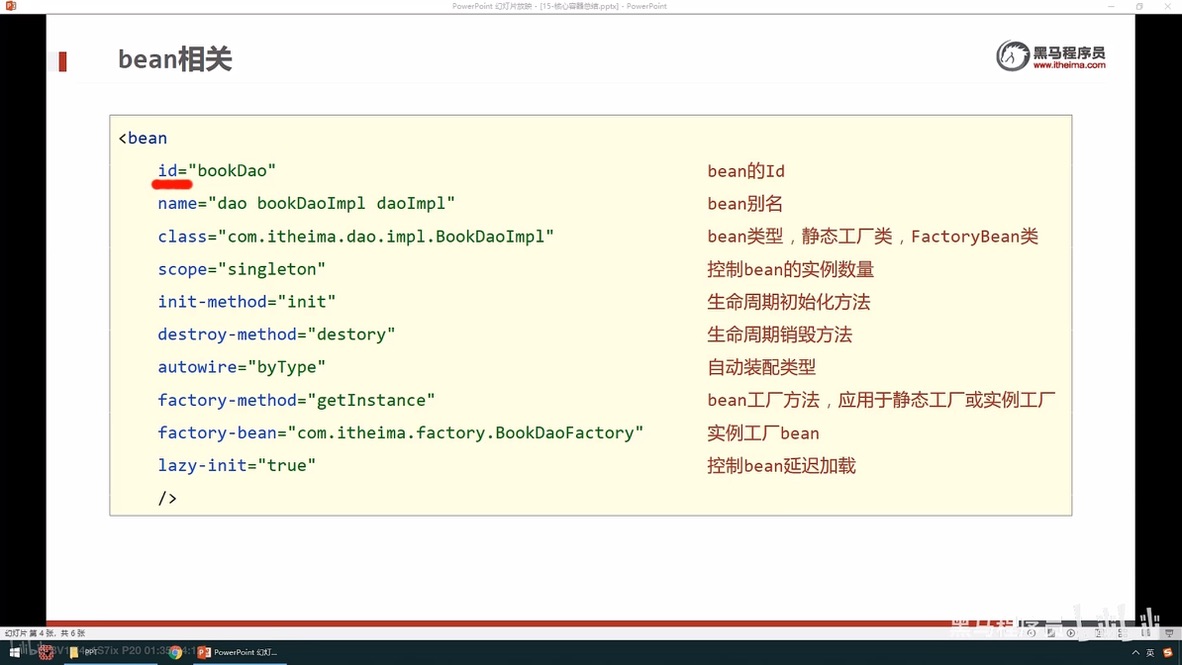 PowerPoint 幻灯片放映 - [15-核心容器总结.pptx] - PowerPoint
bean相关
黑马程序员
www.itheima.com
<bean
id="bookDao" bean的Id
name="dao bookDaoImpl daoImpl" bean别名
class="com.itheima.dao.impl.BookDaoImpl" bean类型，静态工厂类，FactoryBean类
scope="singleton" 控制bean的实例数量
init-method="init" 生命周期初始化方法
destroy-method="destory" 生命周期销毁方法
autowire="byType" 自动装配类型
factory-method="getInstance" bean工厂方法，应用于静态工厂或实例工厂
factory-bean="com.itheima.factory.BookDaoFactory" 实例工厂bean
lazy-init="true" 控制bean延迟加载
/>
幻灯片 第 4 张，共 6 张
PPT
PowerPoint 幻灯...
英